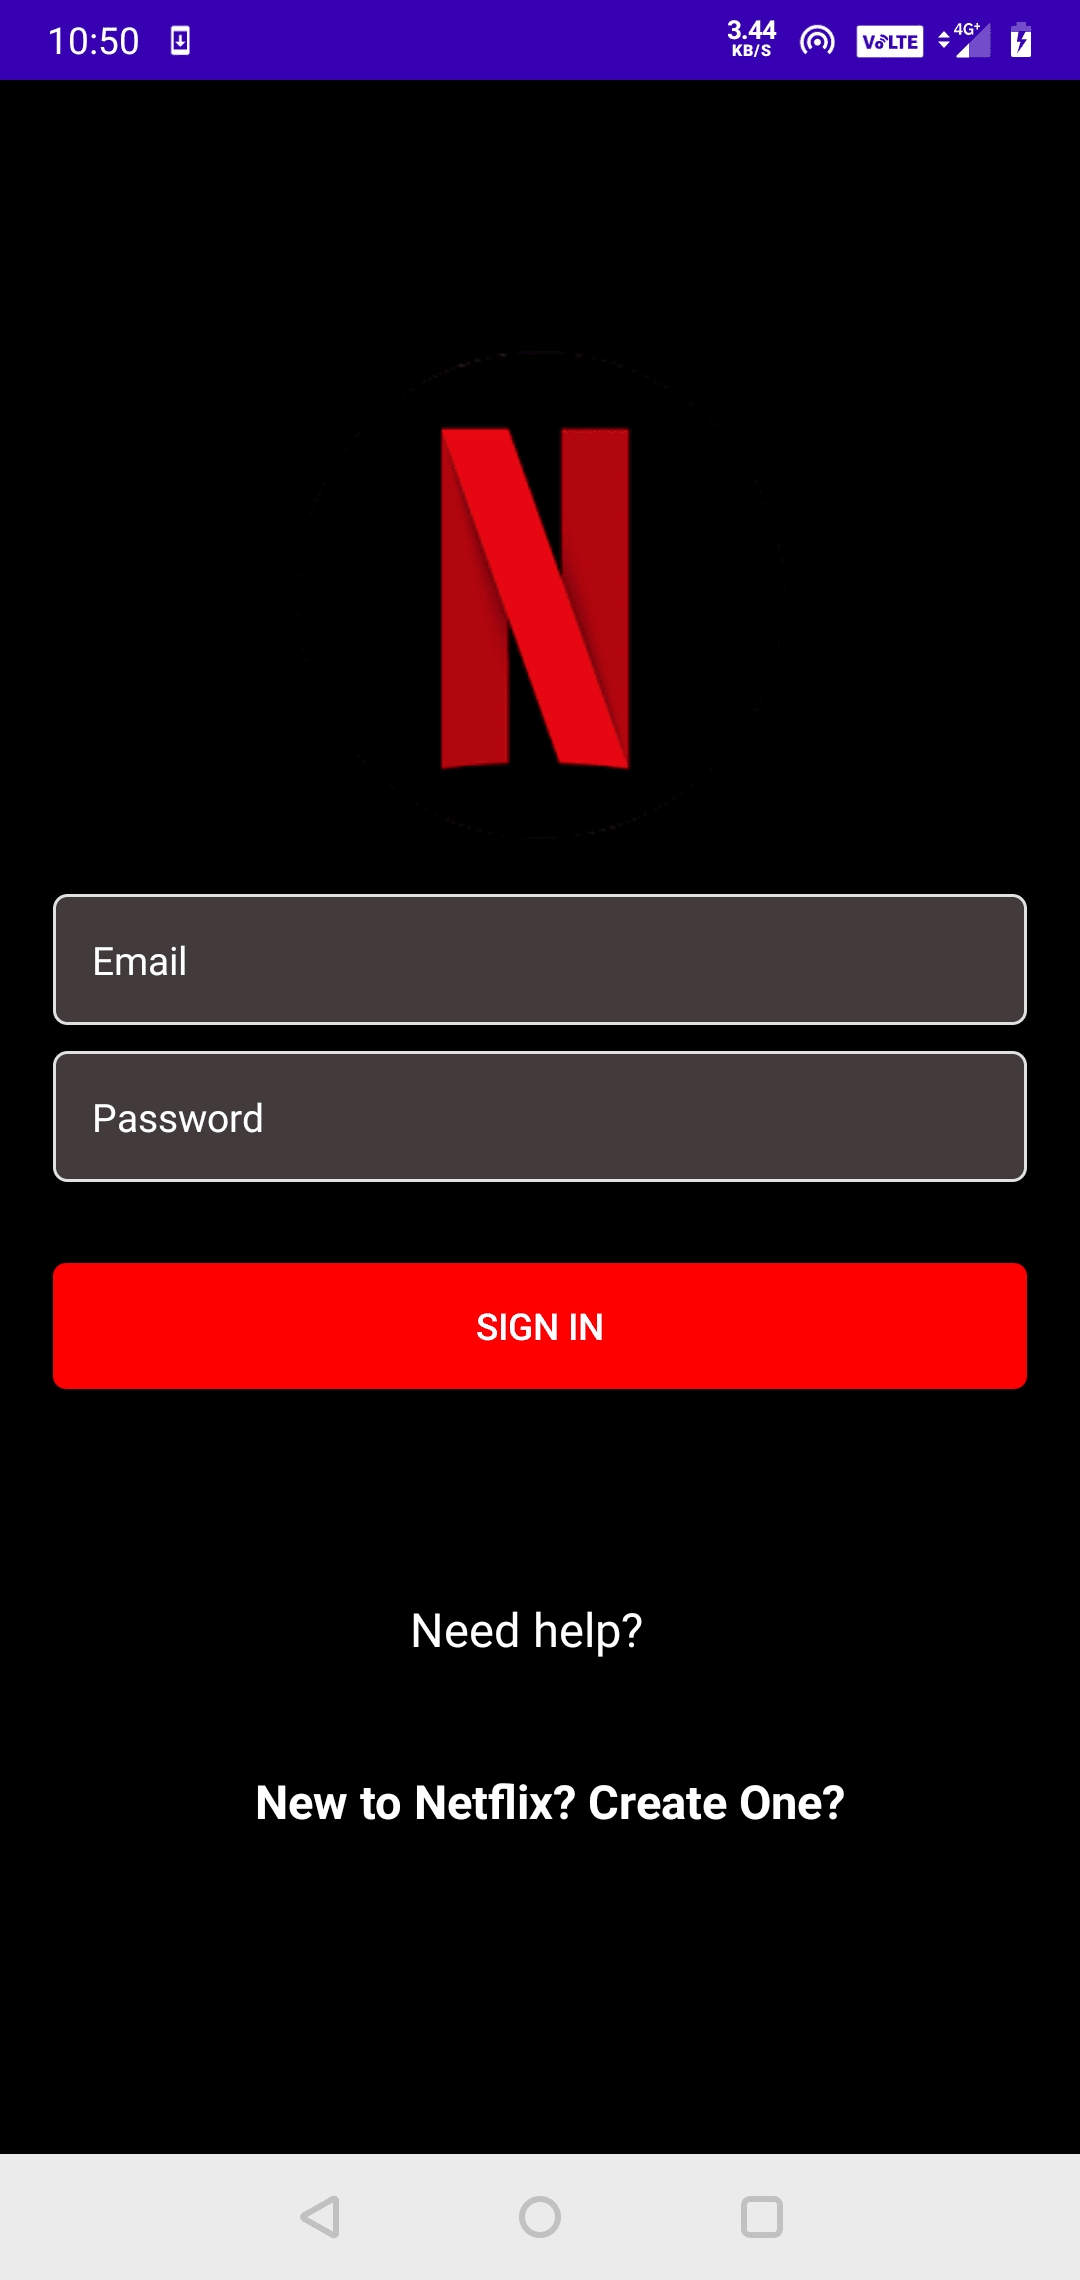 10:50
3.44
KB/S
VoLTE
4G+
N
Email
Password
SIGN IN
Need help?
New to Netflix? Create One?